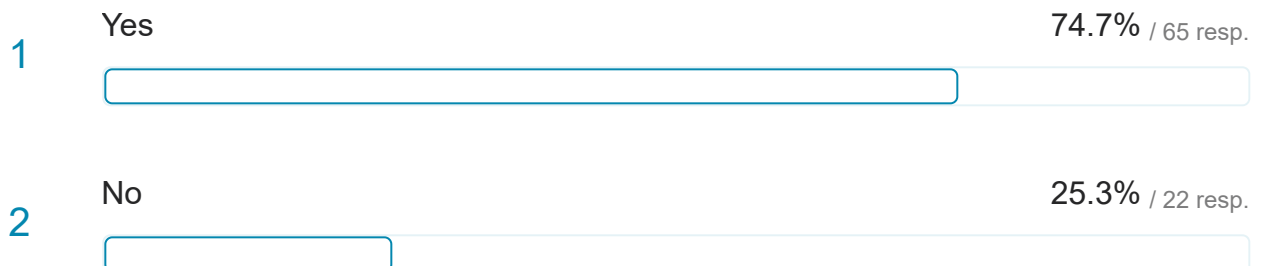 1
Yes
74.7% / 65 resp.
2
No
25.3% / 22 resp.